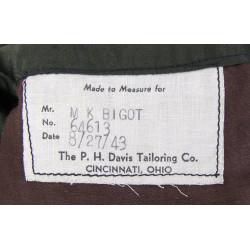 Made to Measure for
Mr. M K BIGOT
No. 64613
Date 8/27/43
The P. H. Davis Tailoring Co.
CINCINNATI, OHIO